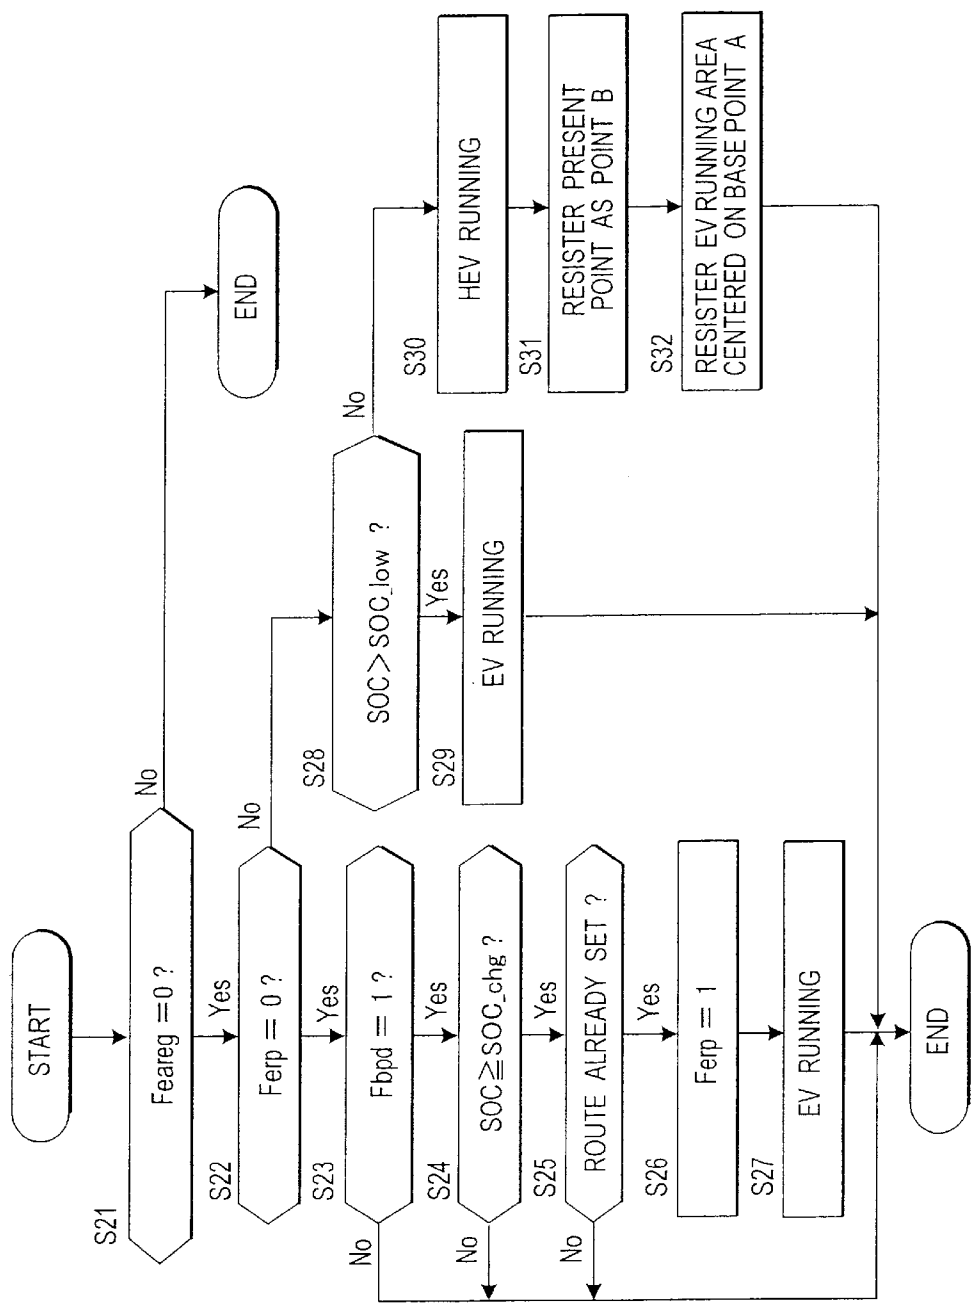 START
S21
Feareg=0 ?
No
END
Yes
S22
Ferp = 0 ?
No
Yes
S23
Fbpd = 1 ?
No
Yes
S24
SOC≧SOC_chg ?
No
Yes
S25
ROUTE ALREADY SET ?
No
Yes
S26
Ferp = 1
S27
EV RUNNING
END
S28
SOC>SOC_low ?
No
Yes
S29
EV RUNNING
S30
HEV RUNNING
S31
RESISTER PRESENT
POINT AS POINT B
S32
RESISTER EV RUNNING AREA
CENTERED ON BASE POINT A